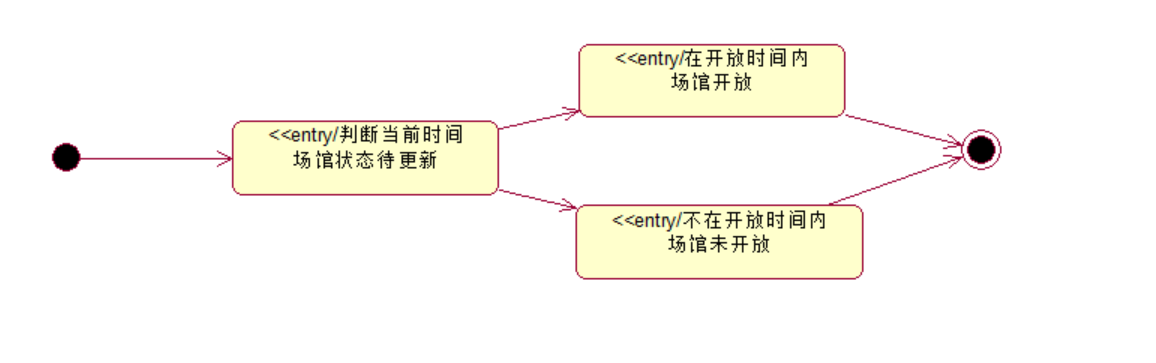 <<entry/在开放时间内
场馆开放
<<entry/判断当前时间
场馆状态待更新
<<entry/不在开放时间内
场馆未开放